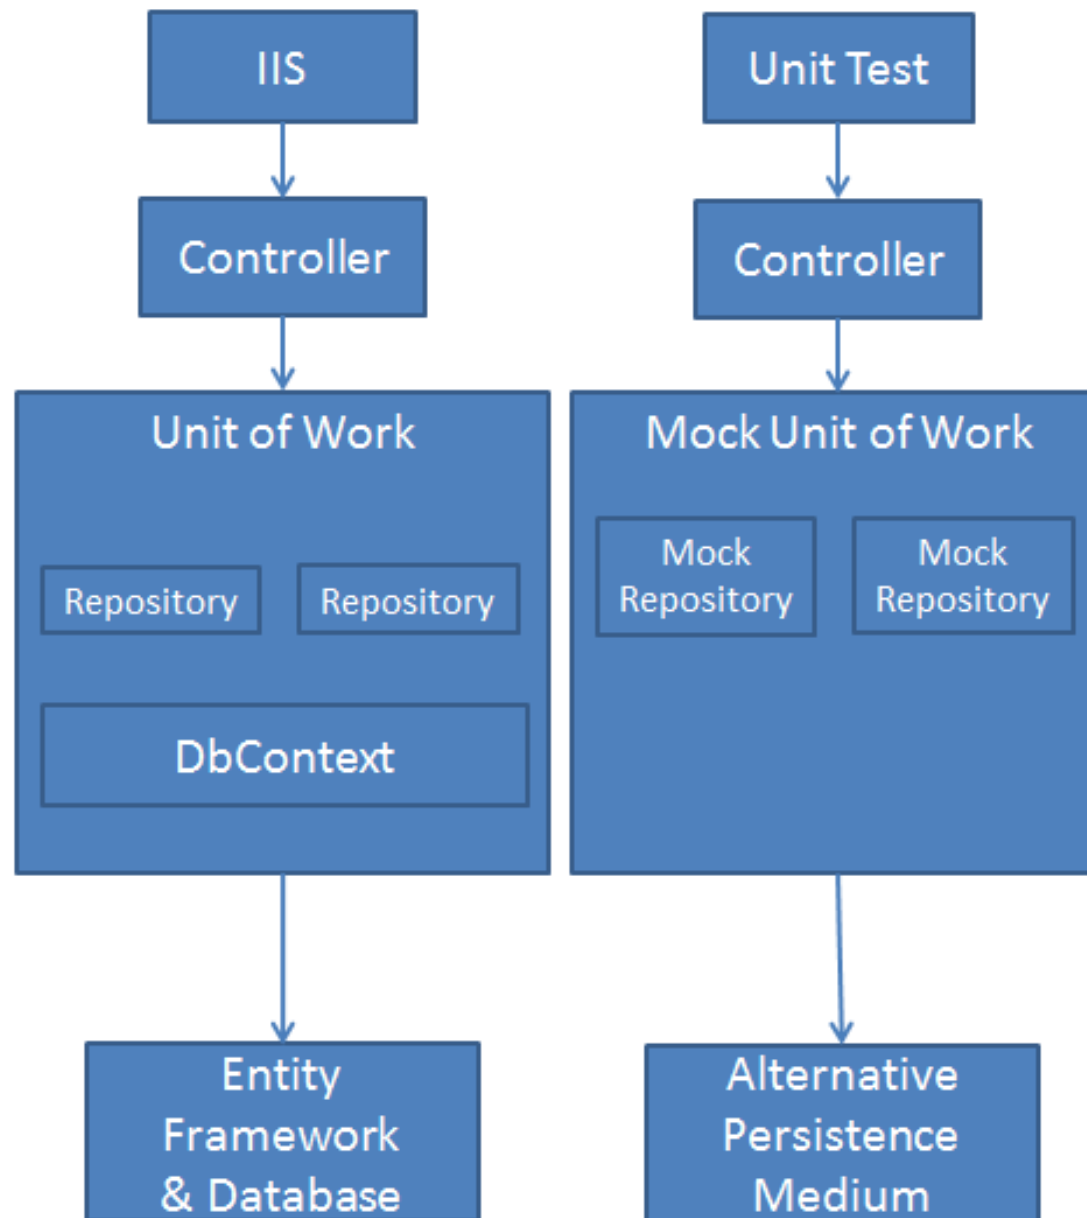 IIS
Controller
Unit of Work
Repository
Repository
DbContext
Entity
Framework
& Database
Unit Test
Controller
Mock Unit of Work
Mock
Repository
Mock
Repository
Alternative
Persistence
Medium